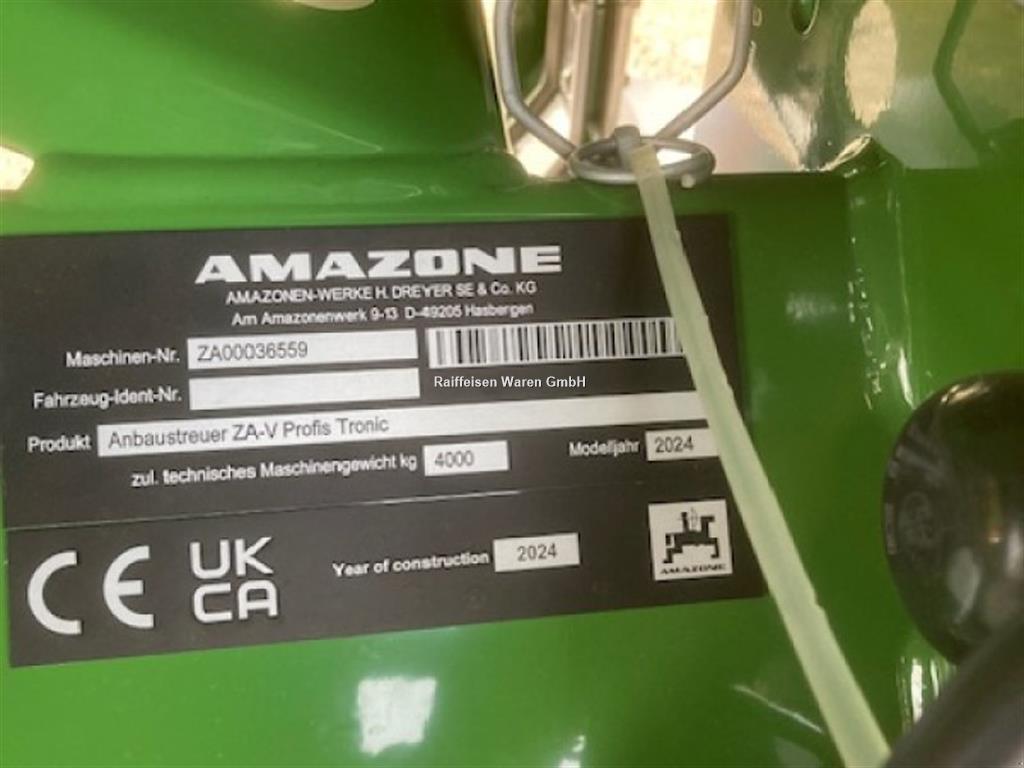 AMAZONE
AMAZONEN-WERKE H. DREYER SE & Co. KG
Am Amazonenwerk 9-13 D-49205 Hasbergen
Maschinen-Nr. ZA00036559
Fahrzeug-Ident-Nr.
Raiffeisen Waren GmbH
Produkt Anbaustreuer ZA-V Profis Tronic
zul. technisches Maschinengewicht kg 4000 Modelljahr 2024
CE UK CA Year of construction 2024
AMAZONE